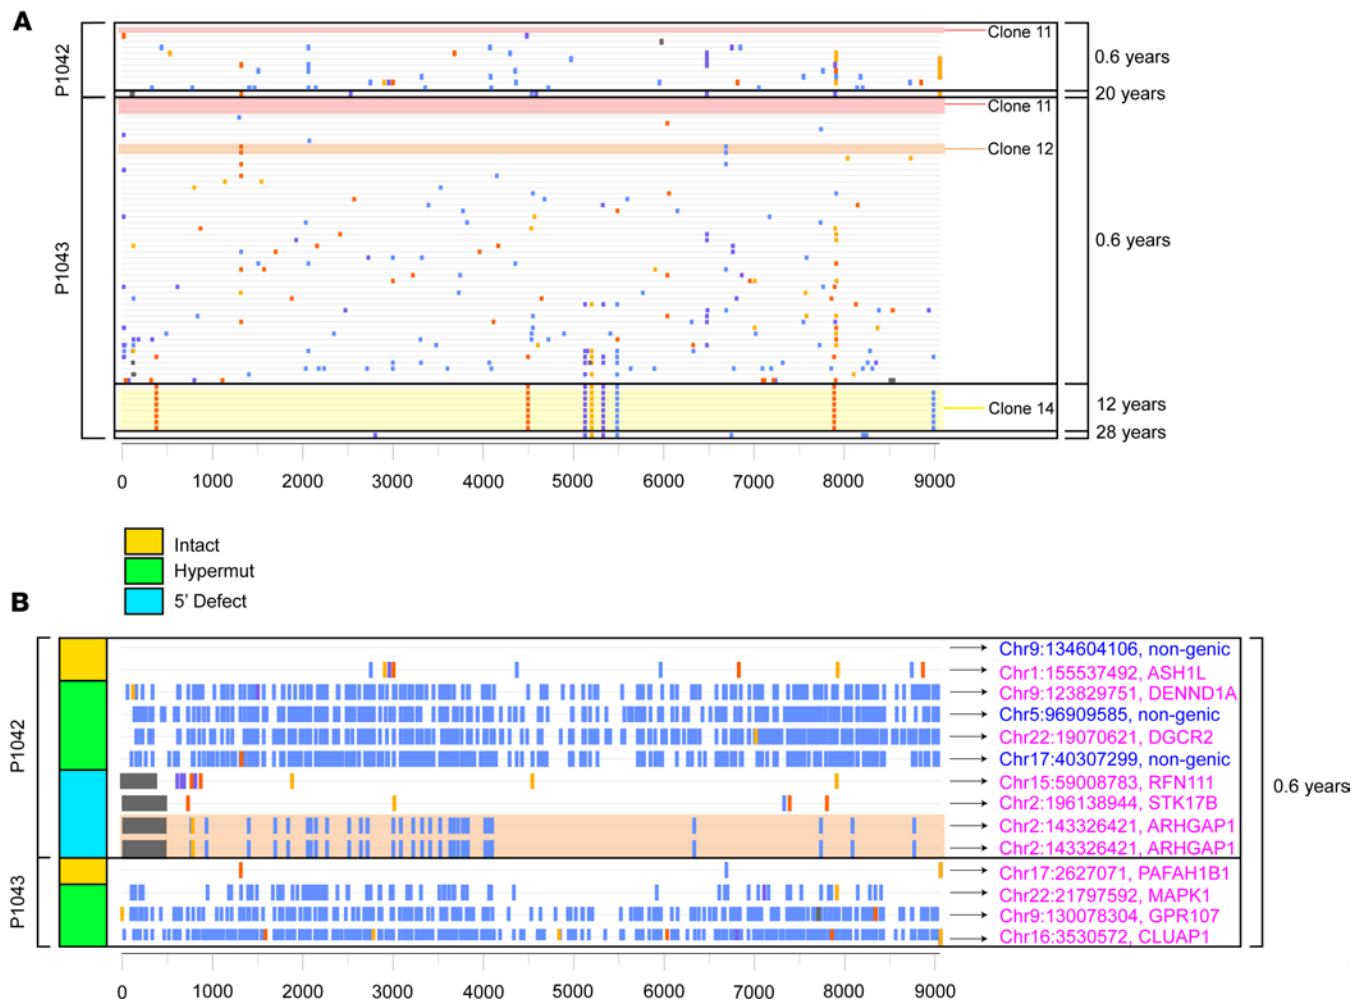 A
P1042
Clone 11
0.6 years
20 years
P1043
Clone 11
Clone 12
0.6 years
Clone 14
12 years
28 years
0 1000 2000 3000 4000 5000 6000 7000 8000 9000
Intact
Hypermut
5' Defect
B
P1042
Chr9:134604106, non-genic
Chr1:155537492, ASH1L
Chr9:123829751, DENND1A
Chr5:96909585, non-genic
Chr22:19070621, DGCR2
Chr17:40307299, non-genic
Chr15:59008783, RFN111
Chr2:196138944, STK17B
Chr2:143326421, ARHGAP1
Chr2:143326421, ARHGAP1
0.6 years
P1043
Chr17:2627071, PAFAH1B1
Chr22:21797592, MAPK1
Chr9:130078304, GPR107
Chr16:3530572, CLUAP1
0 1000 2000 3000 4000 5000 6000 7000 8000 9000